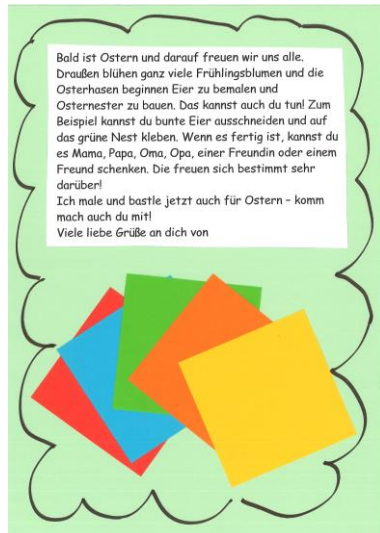 Bald ist Ostern und darauf freuen wir uns alle.
Draußen blühen ganz viele Frühlingsblumen und die
Osterhasen beginnen Eier zu bemalen und
Osternester zu bauen. Das kannst auch du tun! Zum
Beispiel kannst du bunte Eier ausschneiden und auf
das grüne Nest kleben. Wenn es fertig ist, kannst du
es Mama, Papa, Oma, Opa, einer Freundin oder einem
Freund schenken. Die freuen sich bestimmt sehr
darüber!
Ich male und bastle jetzt auch für Ostern – komm
mach auch du mit!
Viele liebe Grüße an dich von